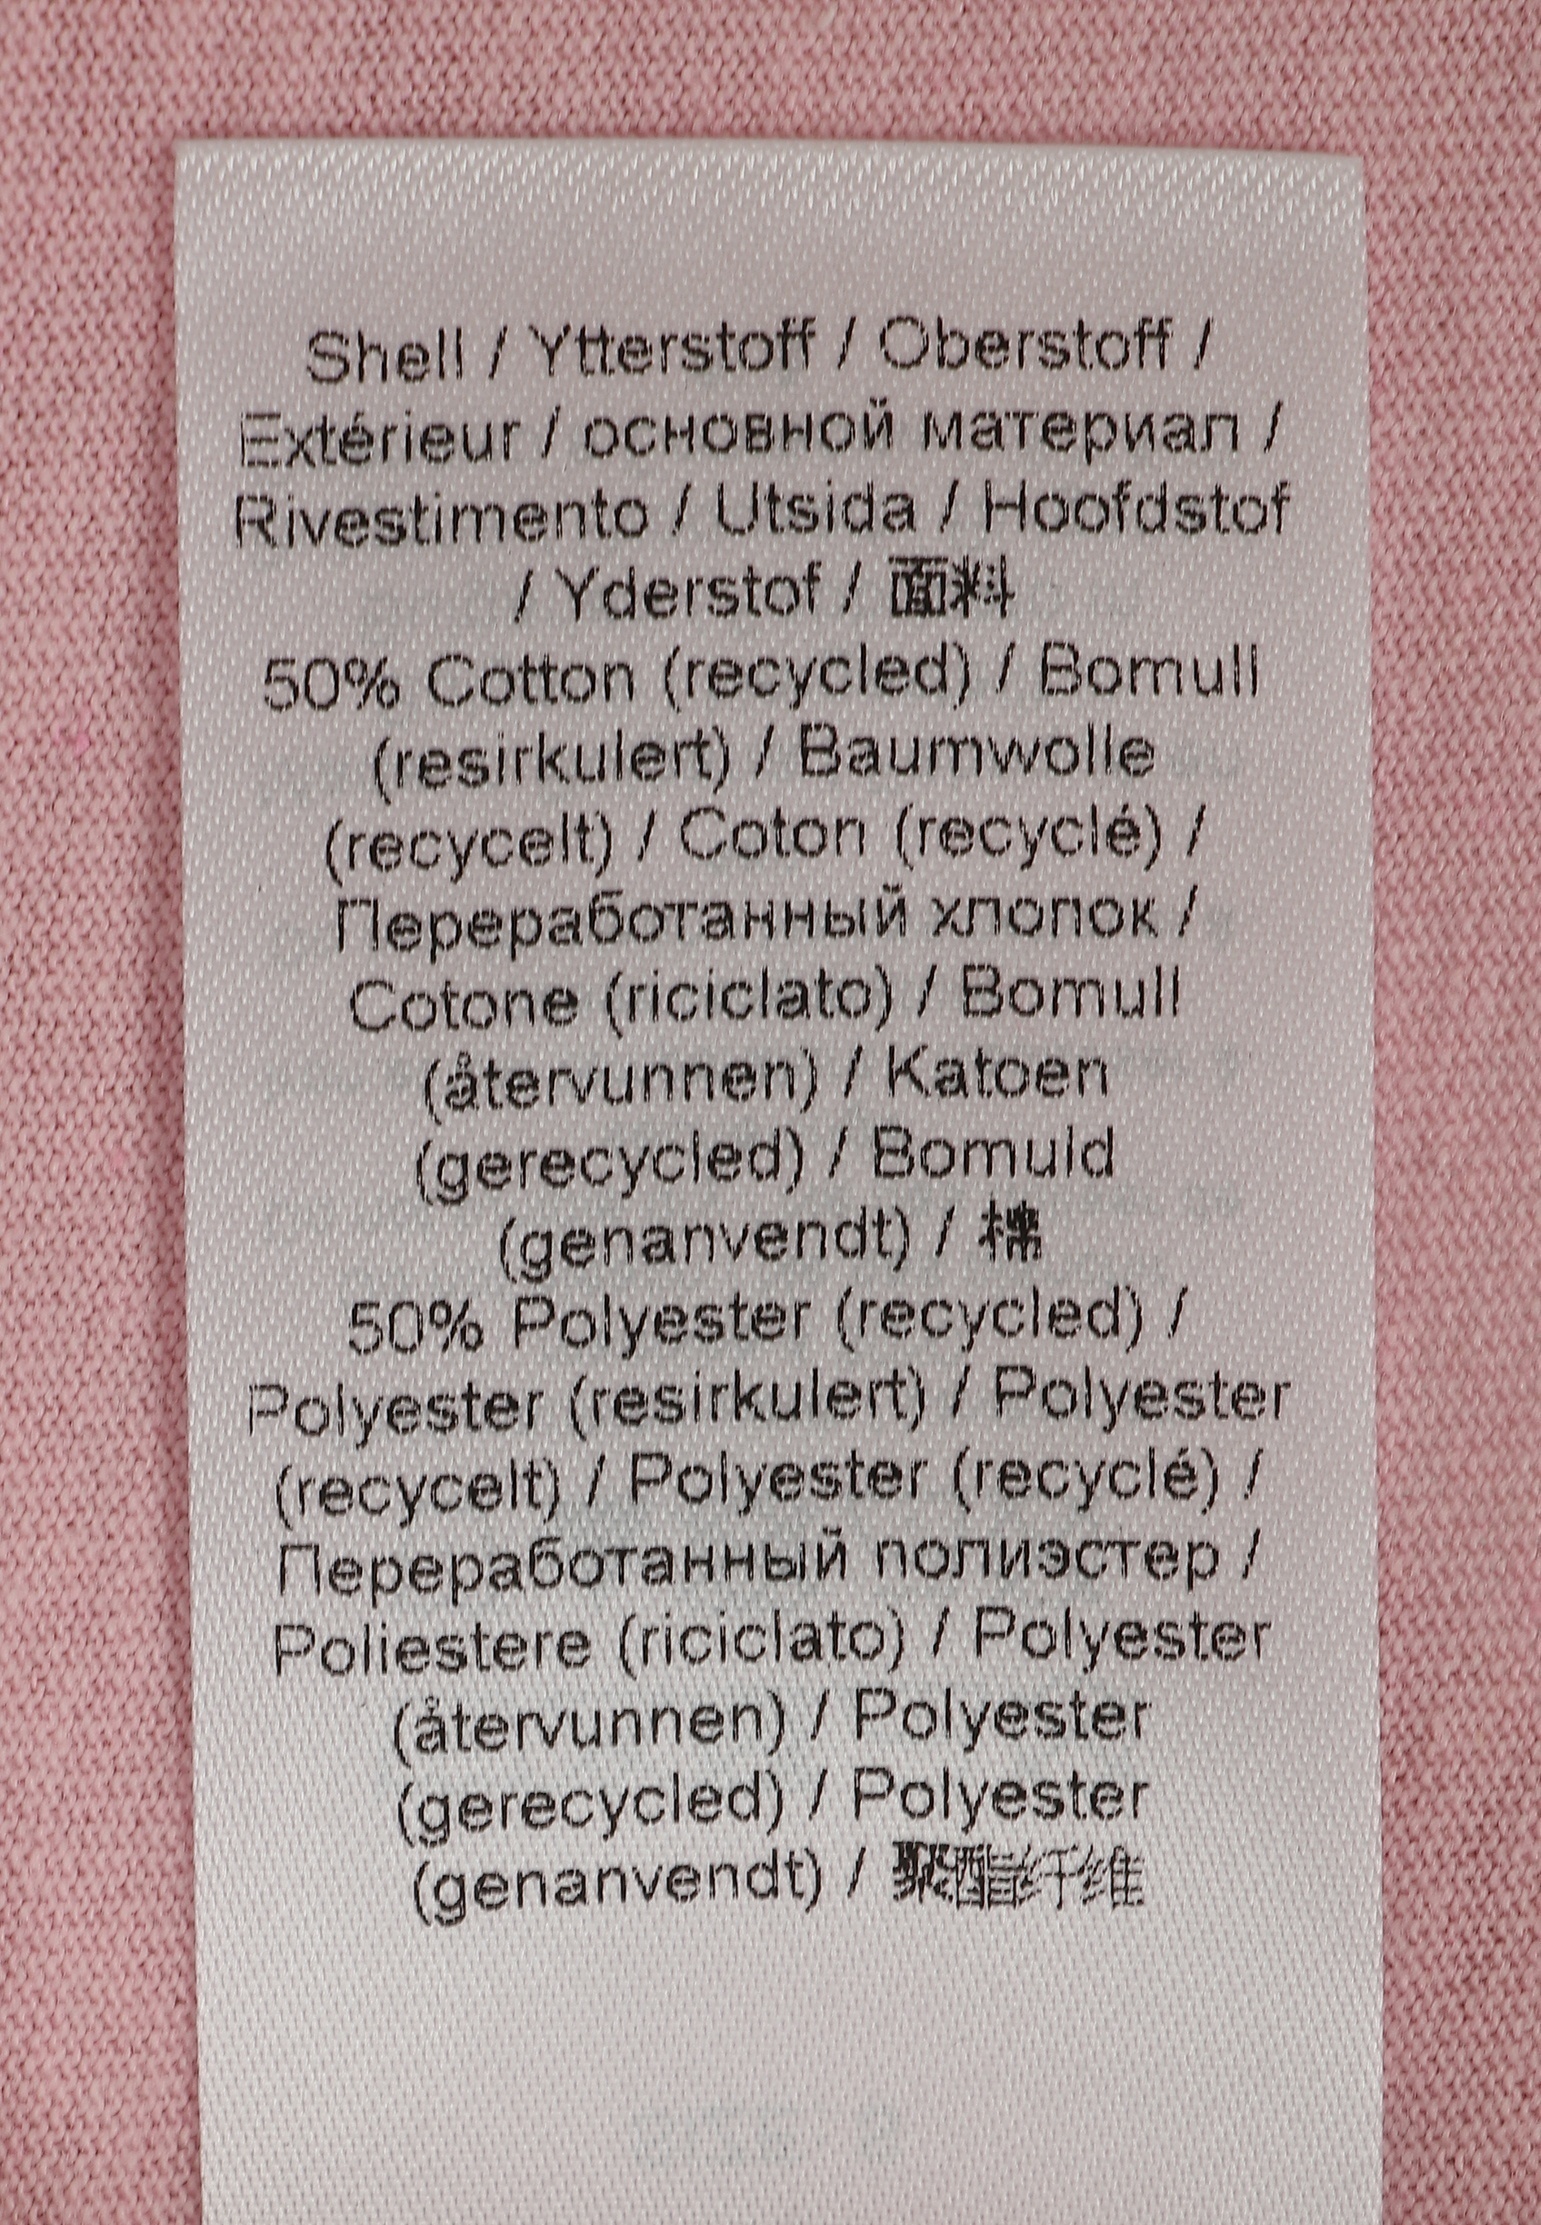 Shell / Ytterstoff / Oberstoff /
Extérieur / основной материал /
Rivestimento / Utsida / Hoofdstof
/ Yderstof / 面料
50% Cotton (recycled) / Bomull
(resirkulert) / Baumwolle
(recycelt) / Coton (recyclé) /
Переработанный хлопок /
Cotone (riciclato) / Bomull
(återvunnen) / Katoen
(gerecycled) / Bomuld
(genanvendt) / 棉
50% Polyester (recycled) /
Polyester (resirkulert) / Polyester
(recycelt) / Polyester (recyclé) /
Переработанный полиэстер /
Poliestere (riciclato) / Polyester
(återvunnen) / Polyester
(gerecycled) / Polyester
(genanvendt) / 聚酯纤维